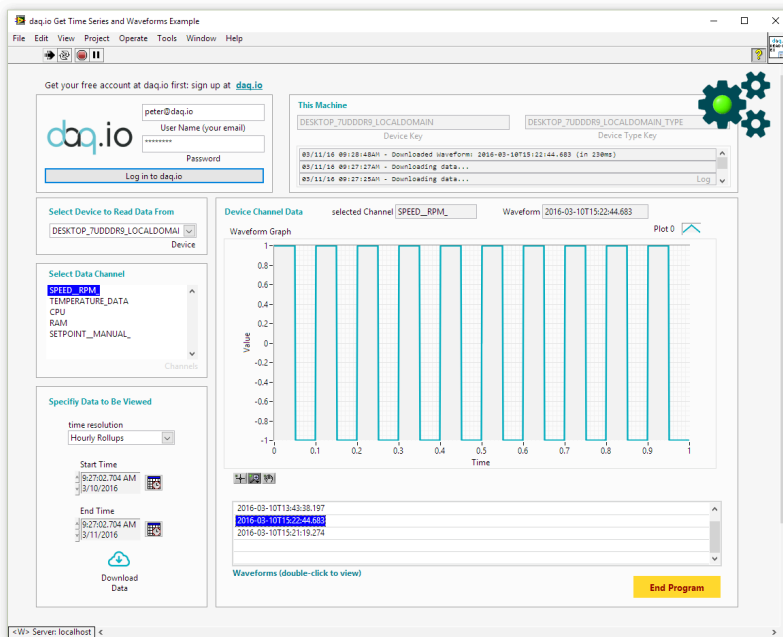 daq.io Get Time Series and Waveforms Example
File Edit View Project Operate Tools Window Help
Get your free account at daq.io first: sign up at daq.io
daq.io
peter@daq.io
User Name (your email)
********
Password
Log in to daq.io
This Machine
DESKTOP_7UDDDR9_LOCALDOMAIN
Device Key
DESKTOP_7UDDDR9_LOCALDOMAIN_TYPE
Device Type Key
03/11/16 09:28:48AM - Downloaded Waveform: 2016-03-10T15:22:44.683 (in 230ms)
03/11/16 09:27:27AM - Downloading data...
03/11/16 09:27:25AM - Downloading data...
Log
Select Device to Read Data From
DESKTOP_7UDDDR9_LOCALDOMAI
Device
Select Data Channel
SPEED__RPM_
TEMPERATURE_DATA
CPU
RAM
SETPOINT__MANUAL_
Channels
Specifiy Data to Be Viewed
time resolution
Hourly Rollups
Start Time
9:27:02.704 AM
3/10/2016
End Time
9:27:02.704 AM
3/11/2016
Download
Data
Device Channel Data
selected Channel SPEED__RPM_
Waveform 2016-03-10T15:22:44.683
Waveform Graph
Plot 0
1
0.8
0.6
0.4
0.2
0
-0.2
-0.4
-0.6
-0.8
-1
Value
0 0.1 0.2 0.3 0.4 0.5 0.6 0.7 0.8 0.9 1
Time
2016-03-10T13:43:38.197
2016-03-10T15:22:44.683
2016-03-10T15:21:19.274
Waveforms (double-click to view)
End Program
<W> Server: localhost